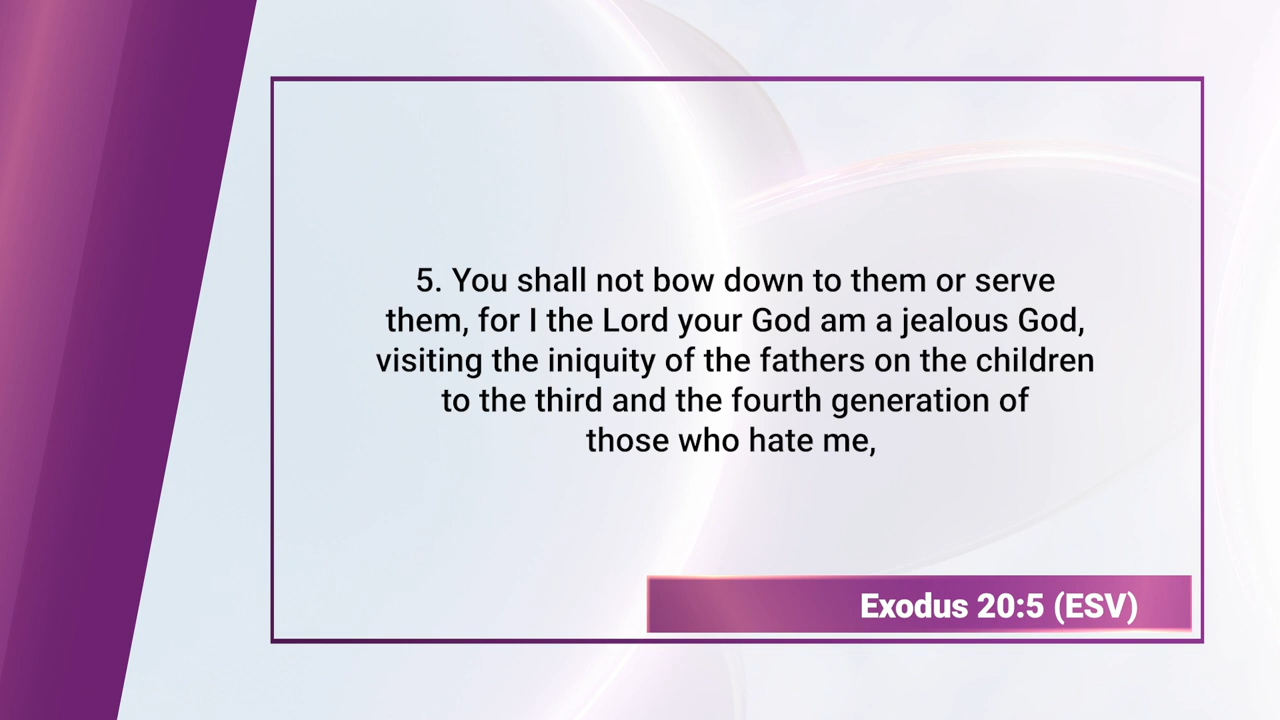 5. You shall not bow down to them or serve
them, for I the Lord your God am a jealous God,
visiting the iniquity of the fathers on the children
to the third and the fourth generation of
those who hate me,
Exodus 20:5 (ESV)